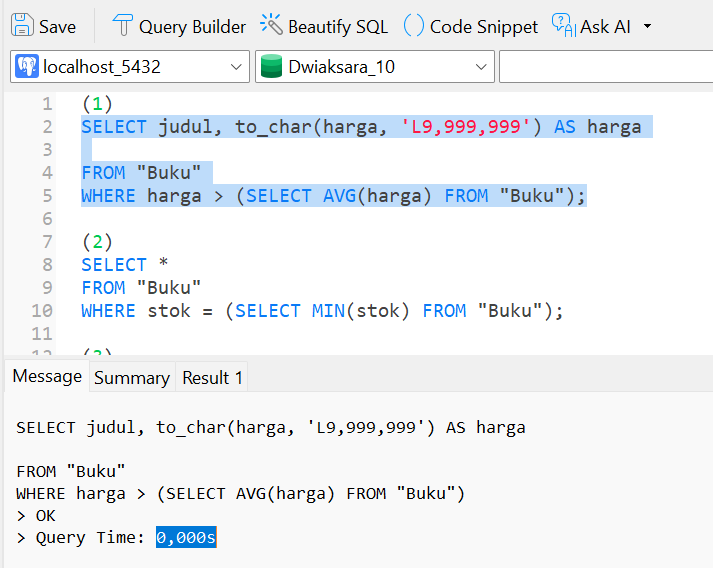 Save Query Builder Beautify SQL () Code Snippet Ask AI
localhost_5432 Dwiaksara_10
1 (1)
2 SELECT judul, to_char(harga, 'L9,999,999') AS harga
3
4 FROM "Buku"
5 WHERE harga > (SELECT AVG(harga) FROM "Buku");
6
7 (2)
8 SELECT *
9 FROM "Buku"
10 WHERE stok = (SELECT MIN(stok) FROM "Buku");
11
12 (3)
Message Summary Result 1
SELECT judul, to_char(harga, 'L9,999,999') AS harga
FROM "Buku"
WHERE harga > (SELECT AVG(harga) FROM "Buku")
> OK
> Query Time: 0,000s